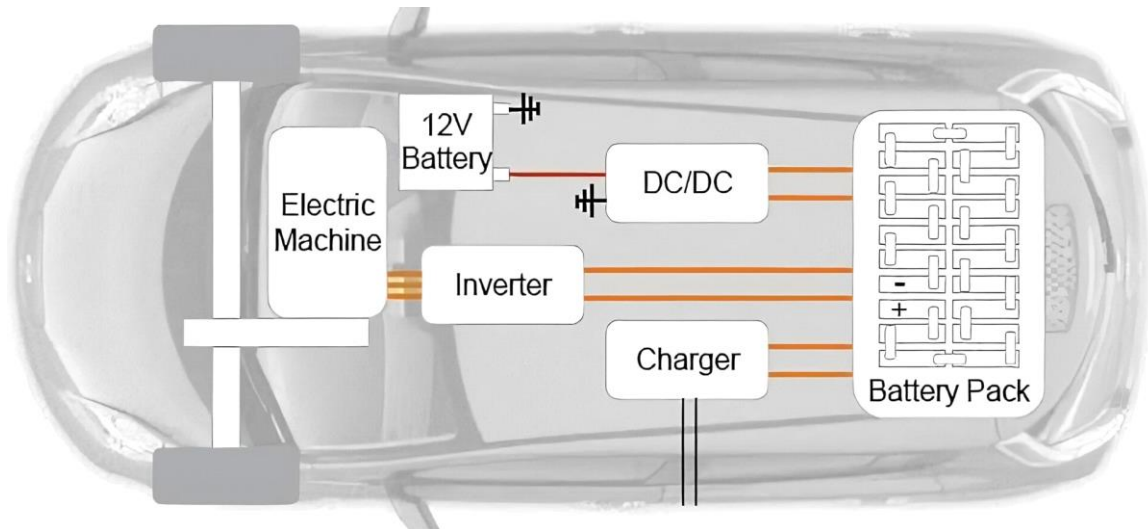 12V
Battery
DC/DC
Electric
Machine
Inverter
-
+
Charger
Battery Pack